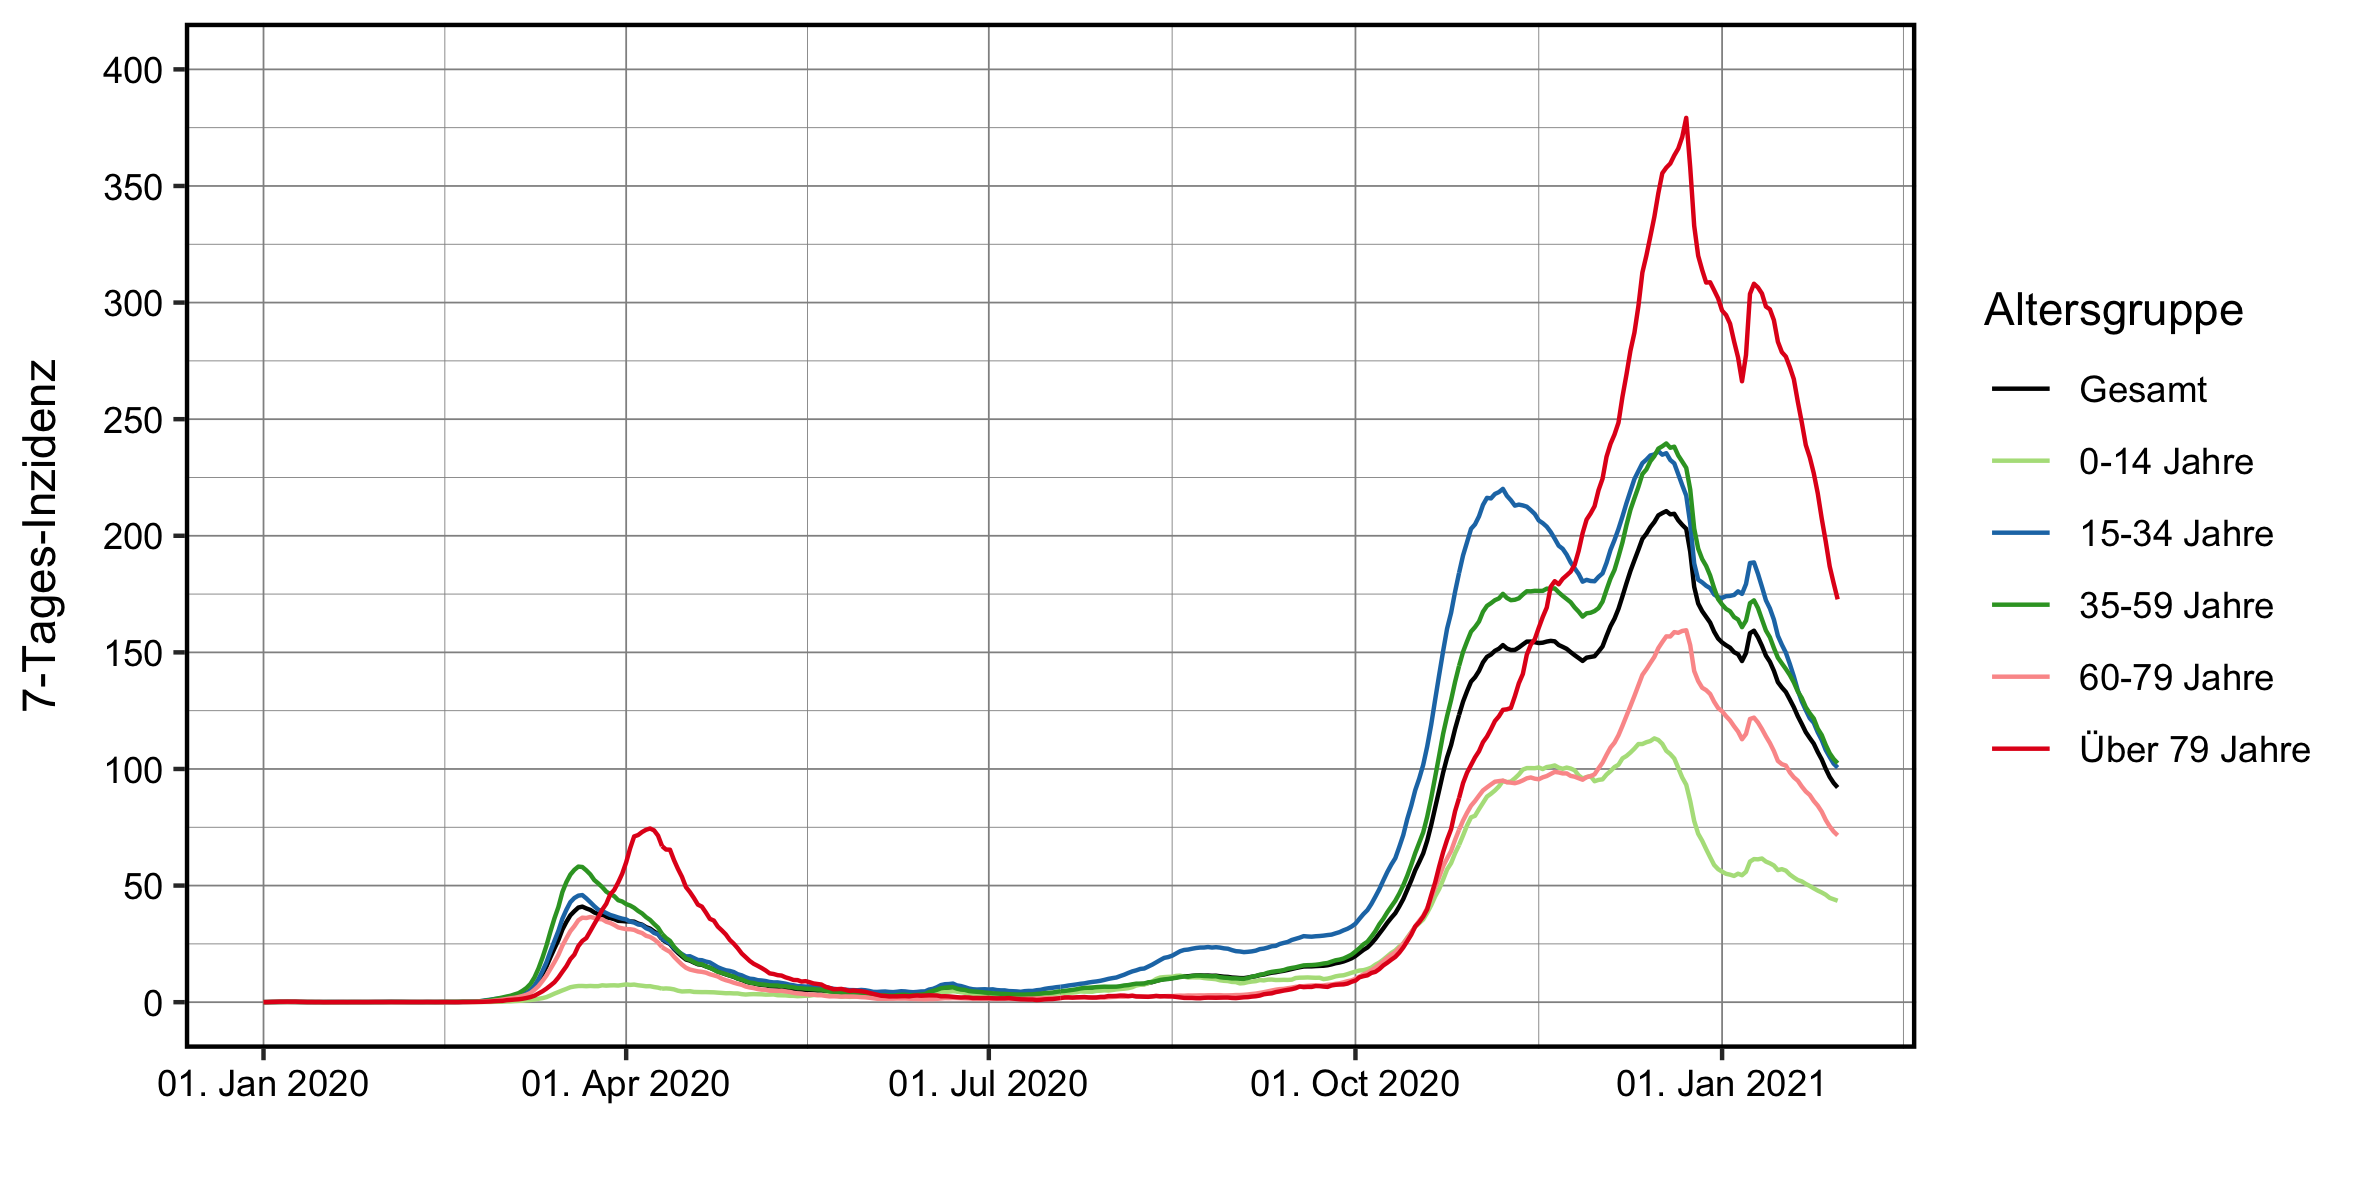 7-Tages-Inzidenz
400
350
300
250
200
150
100
50
0
01. Jan 2020
01. Apr 2020
01. Jul 2020
01. Oct 2020
01. Jan 2021
Altersgruppe
Gesamt
0-14 Jahre
15-34 Jahre
35-59 Jahre
60-79 Jahre
Über 79 Jahre